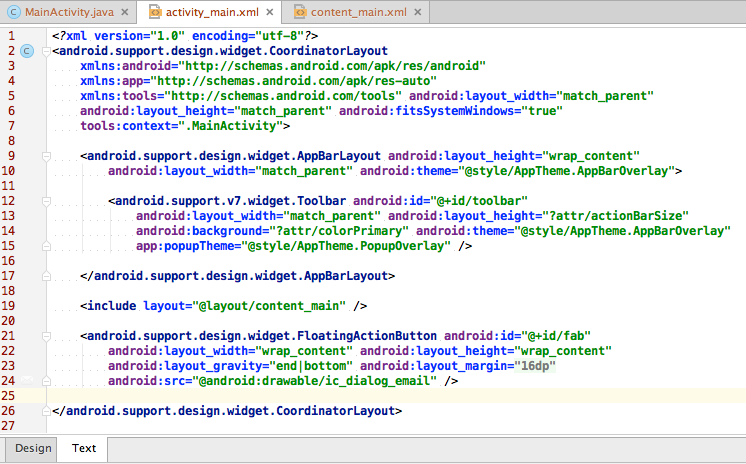 MainActivity.java × activity_main.xml × content_main.xml ×
1 <?xml version="1.0" encoding="utf-8"?>
2 C <android.support.design.widget.CoordinatorLayout
3 xmlns:android="http://schemas.android.com/apk/res/android"
4 xmlns:app="http://schemas.android.com/apk/res-auto"
5 xmlns:tools="http://schemas.android.com/tools" android:layout_width="match_parent"
6 android:layout_height="match_parent" android:fitsSystemWindows="true"
7 tools:context=".MainActivity">
8
9 <android.support.design.widget.AppBarLayout android:layout_height="wrap_content"
10 android:layout_width="match_parent" android:theme="@style/AppTheme.AppBarOverlay">
11
12 <android.support.v7.widget.Toolbar android:id="@+id/toolbar"
13 android:layout_width="match_parent" android:layout_height="?attr/actionBarSize"
14 android:background="?attr/colorPrimary" android:theme="@style/AppTheme.AppBarOverlay"
15 app:popupTheme="@style/AppTheme.PopupOverlay" />
16
17 </android.support.design.widget.AppBarLayout>
18
19 <include layout="@layout/content_main" />
20
21 <android.support.design.widget.FloatingActionButton android:id="@+id/fab"
22 android:layout_width="wrap_content" android:layout_height="wrap_content"
23 android:layout_gravity="end|bottom" android:layout_margin="16dp"
24 android:src="@android:drawable/ic_dialog_email" />
25
26 </android.support.design.widget.CoordinatorLayout>
27
Design Text